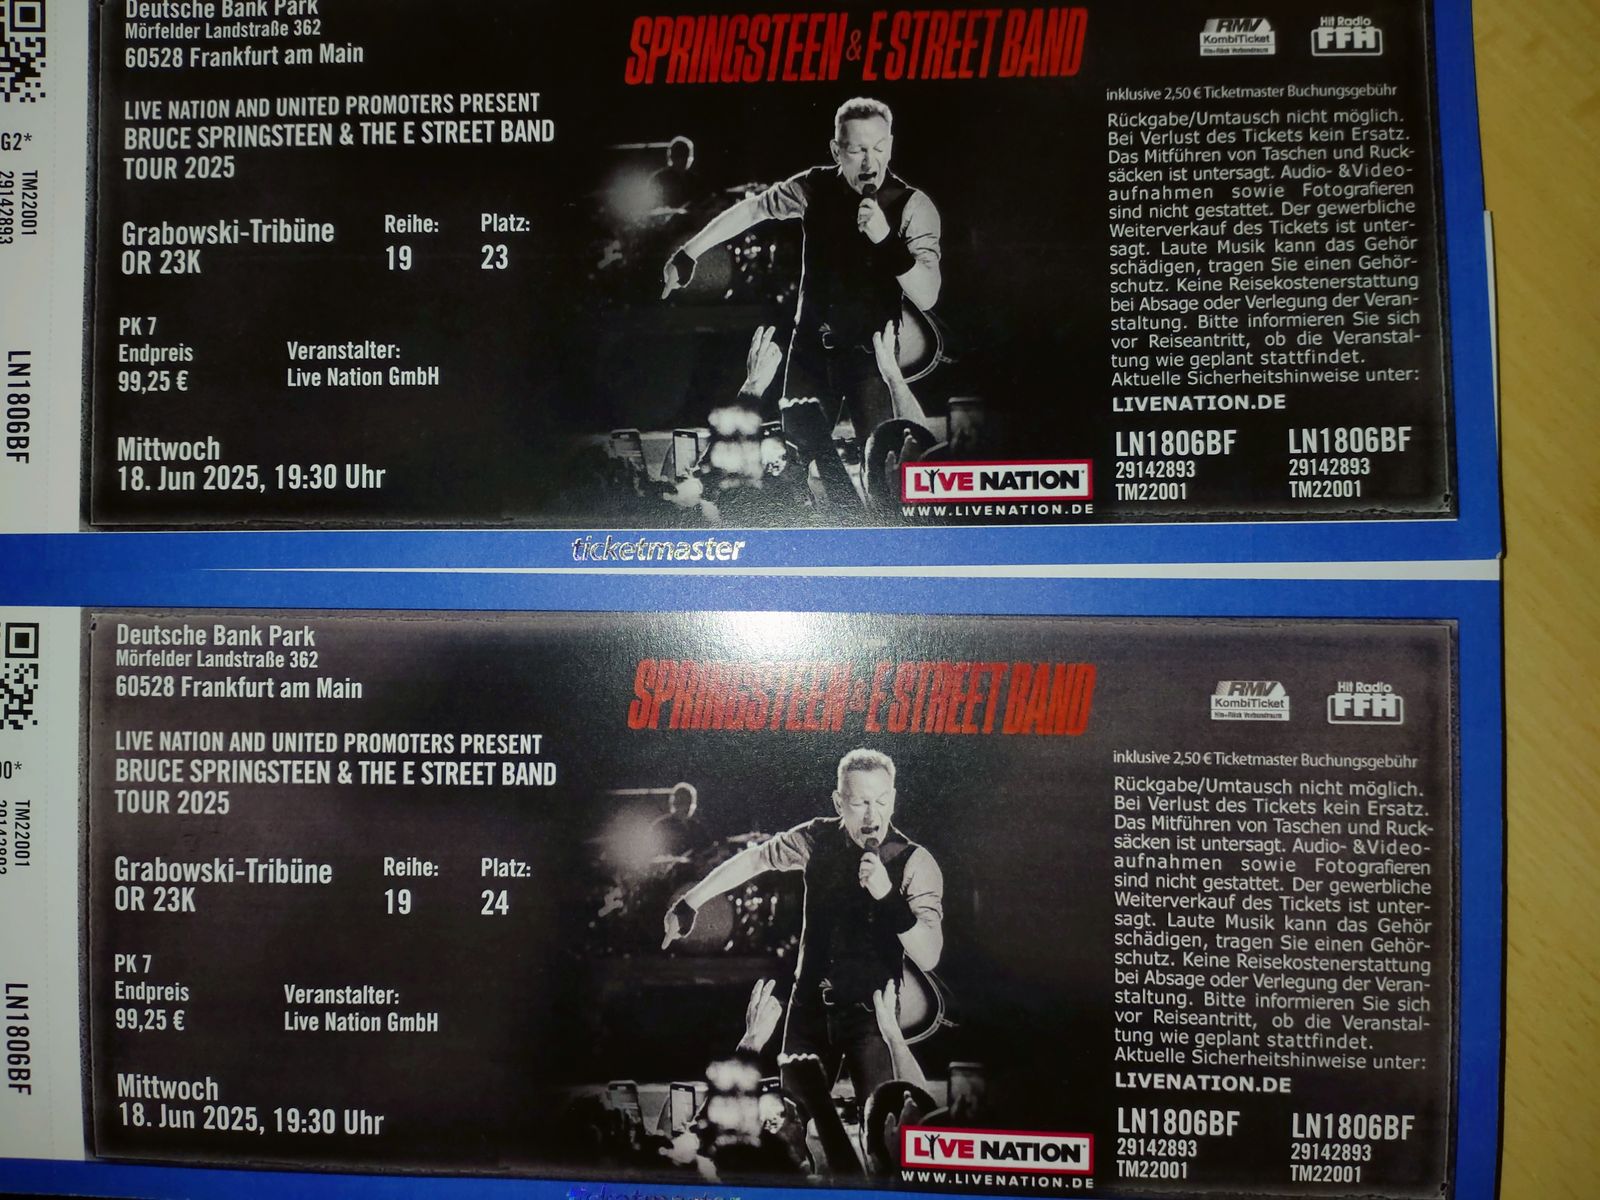 Deutsche Bank Park
Mörfelder Landstraße 362
60528 Frankfurt am Main
LIVE NATION AND UNITED PROMOTERS PRESENT
BRUCE SPRINGSTEEN & THE E STREET BAND
TOUR 2025
Grabowski-Tribüne
OR 23K
Reihe:
19
Platz:
23
PK 7
Endpreis
99,25 €
Veranstalter:
Live Nation GmbH
Mittwoch
18. Jun 2025, 19:30 Uhr
SPRINGSTEEN & E STREET BAND
LIVE NATION
WWW.LIVENATION.DE
RMV
KombiTicket
Hit Radio
FFH
inklusive 2,50 € Ticketmaster Buchungsgebühr
Rückgabe/Umtausch nicht möglich.
Bei Verlust des Tickets kein Ersatz.
Das Mitführen von Taschen und Ruck-
säcken ist untersagt. Audio- &Video-
aufnahmen sowie Fotografieren
sind nicht gestattet. Der gewerbliche
Weiterverkauf des Tickets ist unter-
sagt. Laute Musik kann das Gehör
schädigen, tragen Sie einen Gehör-
schutz. Keine Reisekostenerstattung
bei Absage oder Verlegung der Veran-
staltung. Bitte informieren Sie sich
vor Reiseantritt, ob die Veranstal-
tung wie geplant stattfindet.
Aktuelle Sicherheitshinweise unter:
LIVENATION.DE
LN1806BF
29142893
TM22001
LN1806BF
29142893
TM22001
G2*
TM22001
29142893
LN1806BF
ticketmaster
Deutsche Bank Park
Mörfelder Landstraße 362
60528 Frankfurt am Main
LIVE NATION AND UNITED PROMOTERS PRESENT
BRUCE SPRINGSTEEN & THE E STREET BAND
TOUR 2025
Grabowski-Tribüne
OR 23K
Reihe:
19
Platz:
24
PK 7
Endpreis
99,25 €
Veranstalter:
Live Nation GmbH
Mittwoch
18. Jun 2025, 19:30 Uhr
SPRINGSTEEN & E STREET BAND
LIVE NATION
WWW.LIVENATION.DE
RMV
KombiTicket
Hit Radio
FFH
inklusive 2,50 € Ticketmaster Buchungsgebühr
Rückgabe/Umtausch nicht möglich.
Bei Verlust des Tickets kein Ersatz.
Das Mitführen von Taschen und Ruck-
säcken ist untersagt. Audio- &Video-
aufnahmen sowie Fotografieren
sind nicht gestattet. Der gewerbliche
Weiterverkauf des Tickets ist unter-
sagt. Laute Musik kann das Gehör
schädigen, tragen Sie einen Gehör-
schutz. Keine Reisekostenerstattung
bei Absage oder Verlegung der Veran-
staltung. Bitte informieren Sie sich
vor Reiseantritt, ob die Veranstal-
tung wie geplant stattfindet.
Aktuelle Sicherheitshinweise unter:
LIVENATION.DE
LN1806BF
29142893
TM22001
LN1806BF
29142893
TM22001
TM22001
LN1806BF
ticketmaster